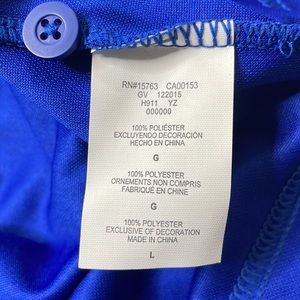 RN#15763 CA00153
GV 122015
H911 YZ
000000
100% POLIÉSTER
EXCLUYENDO DECORACIÓN
HECHO EN CHINA
G
100% POLYESTER
ORNEMENTS NON COMPRIS
FABRIQUÉ EN CHINE
G
100% POLYESTER
EXCLUSIVE OF DECORATION
MADE IN CHINA
L